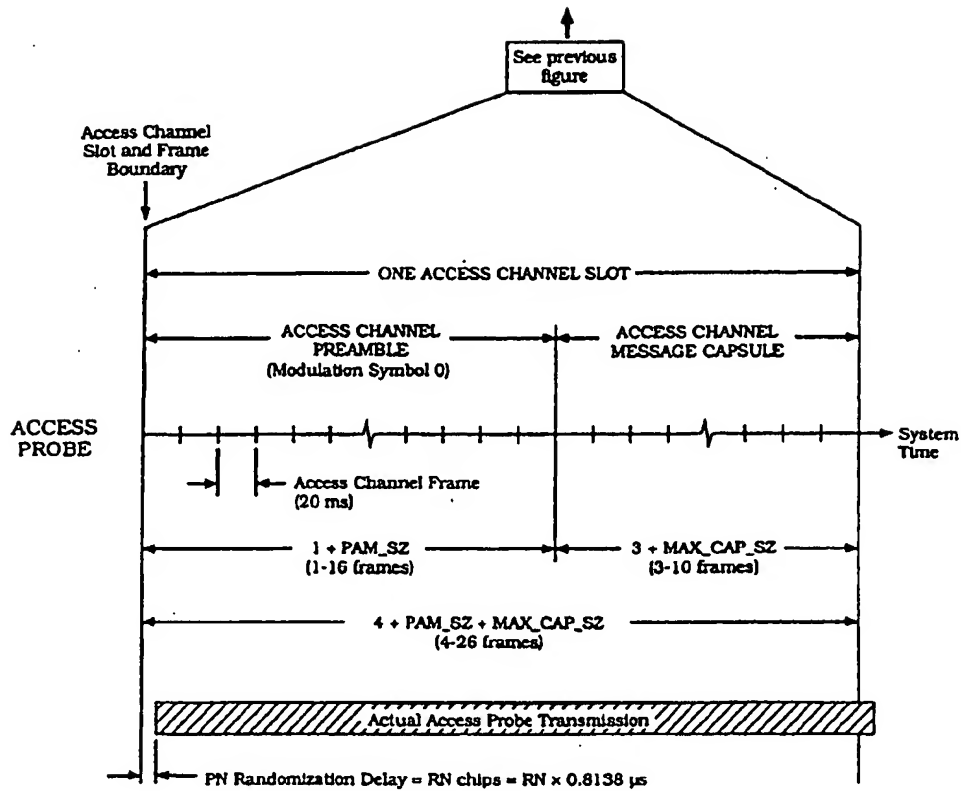 See previous
figure
Access Channel
Slot and Frame
Boundary
ONE ACCESS CHANNEL SLOT
ACCESS CHANNEL
PREAMBLE
(Modulation Symbol 0)
ACCESS CHANNEL
MESSAGE CAPSULE
ACCESS
PROBE
System
Time
Access Channel Frame
(20 ms)
1 + PAM_SZ
(1-16 frames)
3 + MAX_CAP_SZ
(3-10 frames)
4 + PAM_SZ + MAX_CAP_SZ
(4-26 frames)
Actual Access Probe Transmission
PN Randomization Delay = RN chips = RN × 0.8138 µs